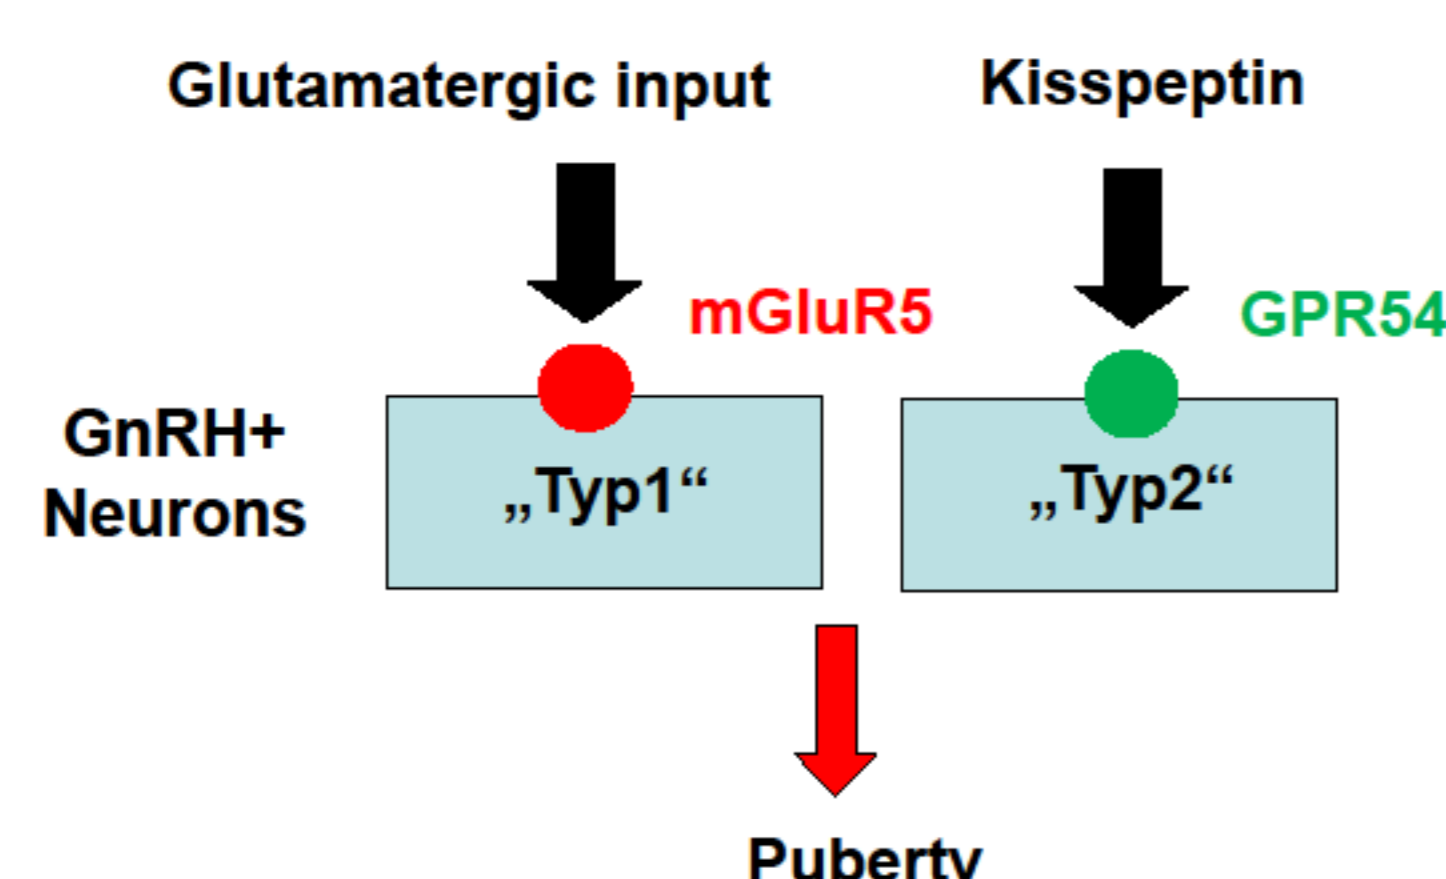 Glutamatergic input
Kisspeptin
mGluR5
GPR54
GnRH+
Neurons
„Typ1“
„Typ2“
Puberty